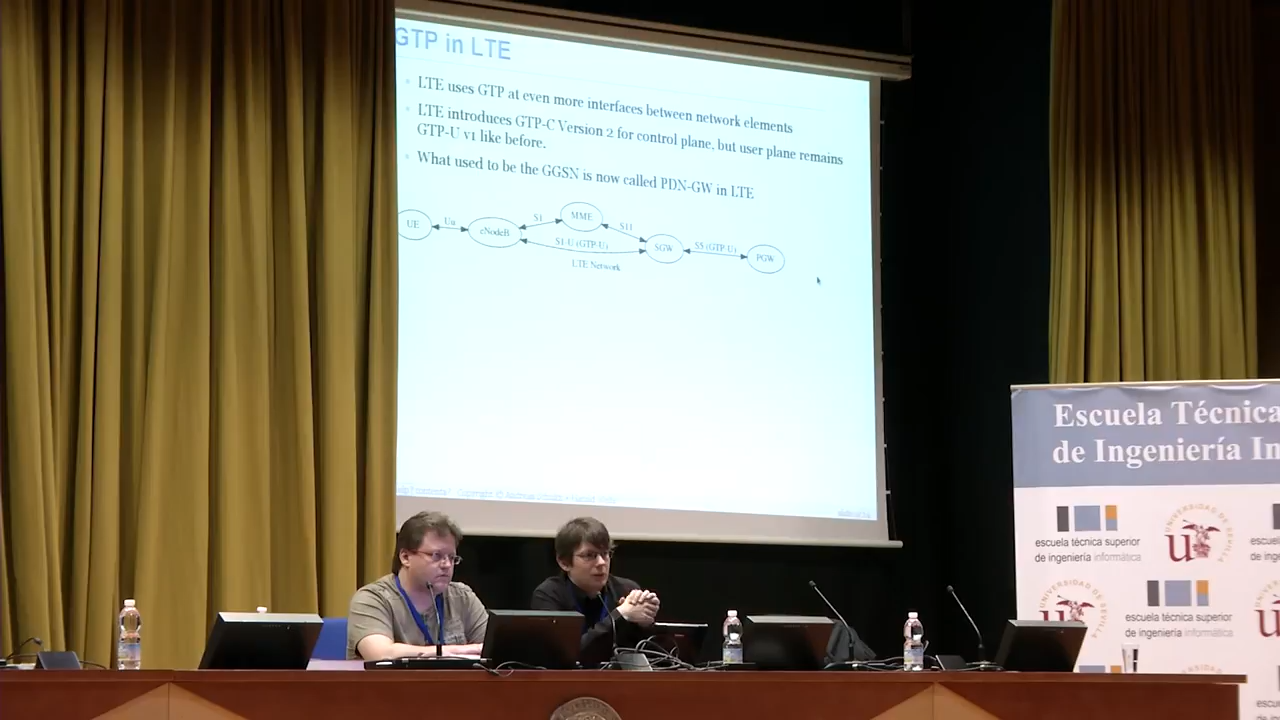 GTP in LTE
LTE uses GTP at even more interfaces between network elements
LTE introduces GTP-C Version 2 for control plane, but user plane remains
GTP-U v1 like before.
What used to be the GGSN is now called PDN-GW in LTE
UE
Uu
eNodeB
S1
MME
S11
S1-U (GTP-U)
SGW
S5 (GTP-U)
PGW
LTE Network
Escuela Técnica
de Ingeniería In
escuela técnica superior
de ingeniería informática
UNIVERSIDAD DE SEVILLA
escuela técnica superior
de ingeniería informática